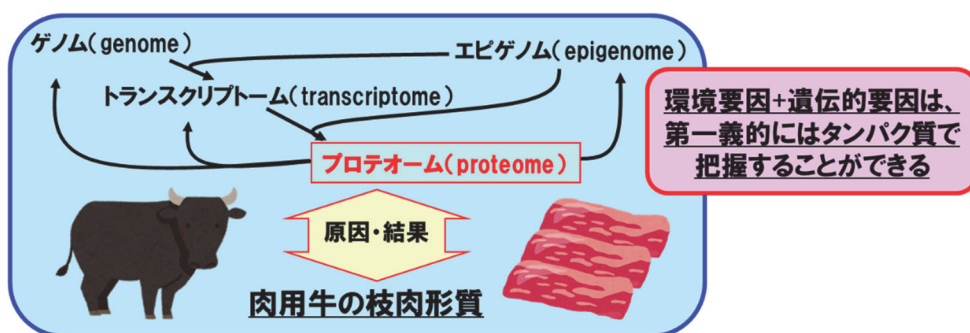 ゲノム(genome)
エピゲノム(epigenome)
トランスクリプトーム(transcriptome)
プロテオーム(proteome)
原因・結果
肉用牛の枝肉形質
環境要因+遺伝的要因は、
第一義的にはタンパク質で
把握することができる